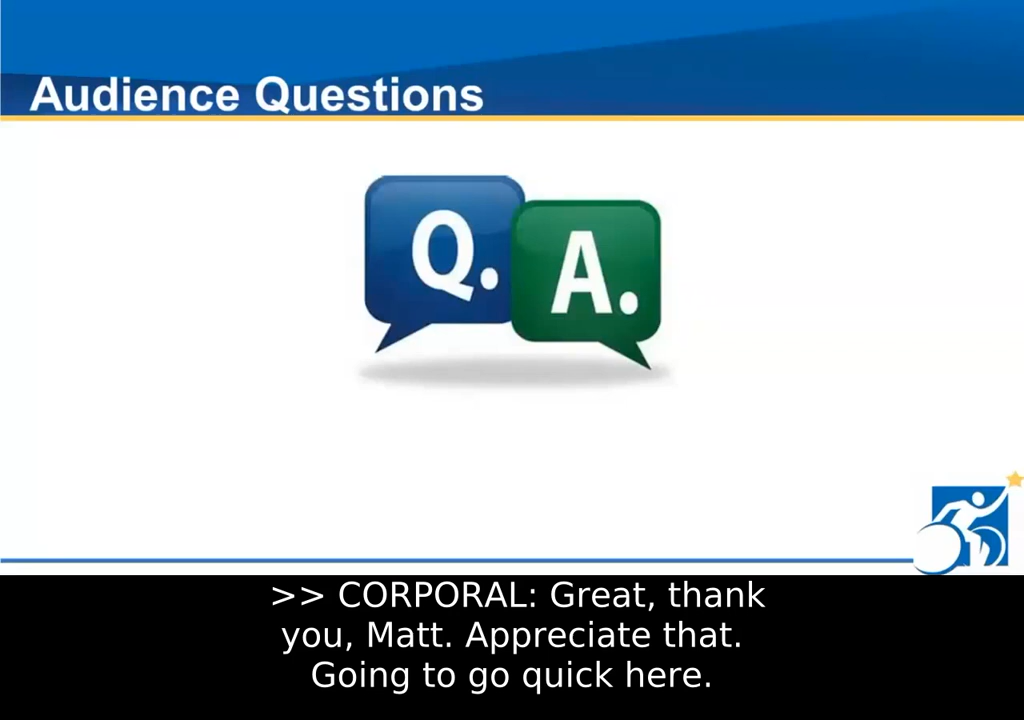 Audience Questions
Q.
A.
>> CORPORAL: Great, thank
you, Matt. Appreciate that.
Going to go quick here.